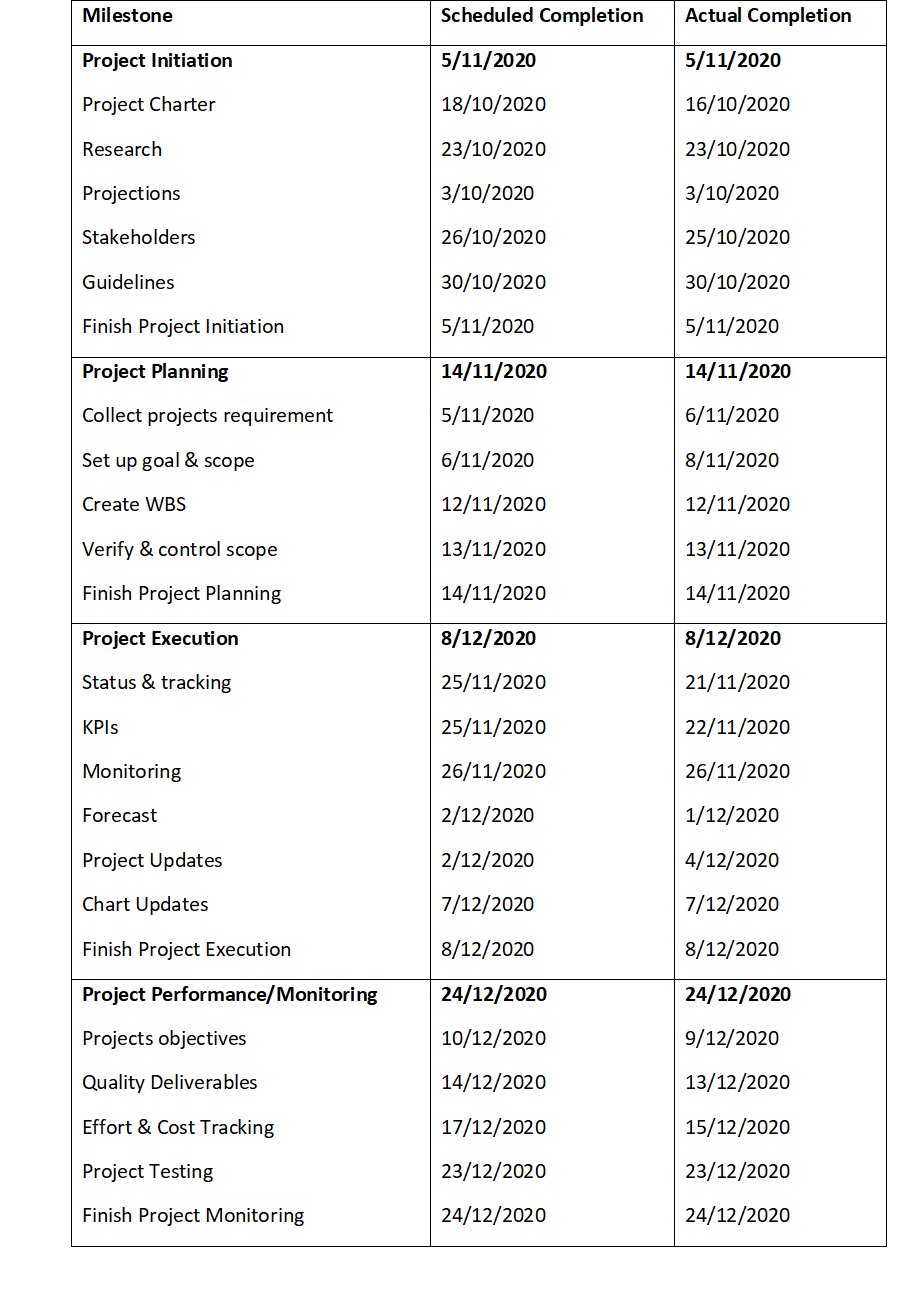 Milestone Scheduled Completion Actual Completion
Project Initiation 5/11/2020 5/11/2020
Project Charter 18/10/2020 16/10/2020
Research 23/10/2020 23/10/2020
Projections 3/10/2020 3/10/2020
Stakeholders 26/10/2020 25/10/2020
Guidelines 30/10/2020 30/10/2020
Finish Project Initiation 5/11/2020 5/11/2020
Project Planning 14/11/2020 14/11/2020
Collect projects requirement 5/11/2020 6/11/2020
Set up goal & scope 6/11/2020 8/11/2020
Create WBS 12/11/2020 12/11/2020
Verify & control scope 13/11/2020 13/11/2020
Finish Project Planning 14/11/2020 14/11/2020
Project Execution 8/12/2020 8/12/2020
Status & tracking 25/11/2020 21/11/2020
KPIs 25/11/2020 22/11/2020
Monitoring 26/11/2020 26/11/2020
Forecast 2/12/2020 1/12/2020
Project Updates 2/12/2020 4/12/2020
Chart Updates 7/12/2020 7/12/2020
Finish Project Execution 8/12/2020 8/12/2020
Project Performance/Monitoring 24/12/2020 24/12/2020
Projects objectives 10/12/2020 9/12/2020
Quality Deliverables 14/12/2020 13/12/2020
Effort & Cost Tracking 17/12/2020 15/12/2020
Project Testing 23/12/2020 23/12/2020
Finish Project Monitoring 24/12/2020 24/12/2020